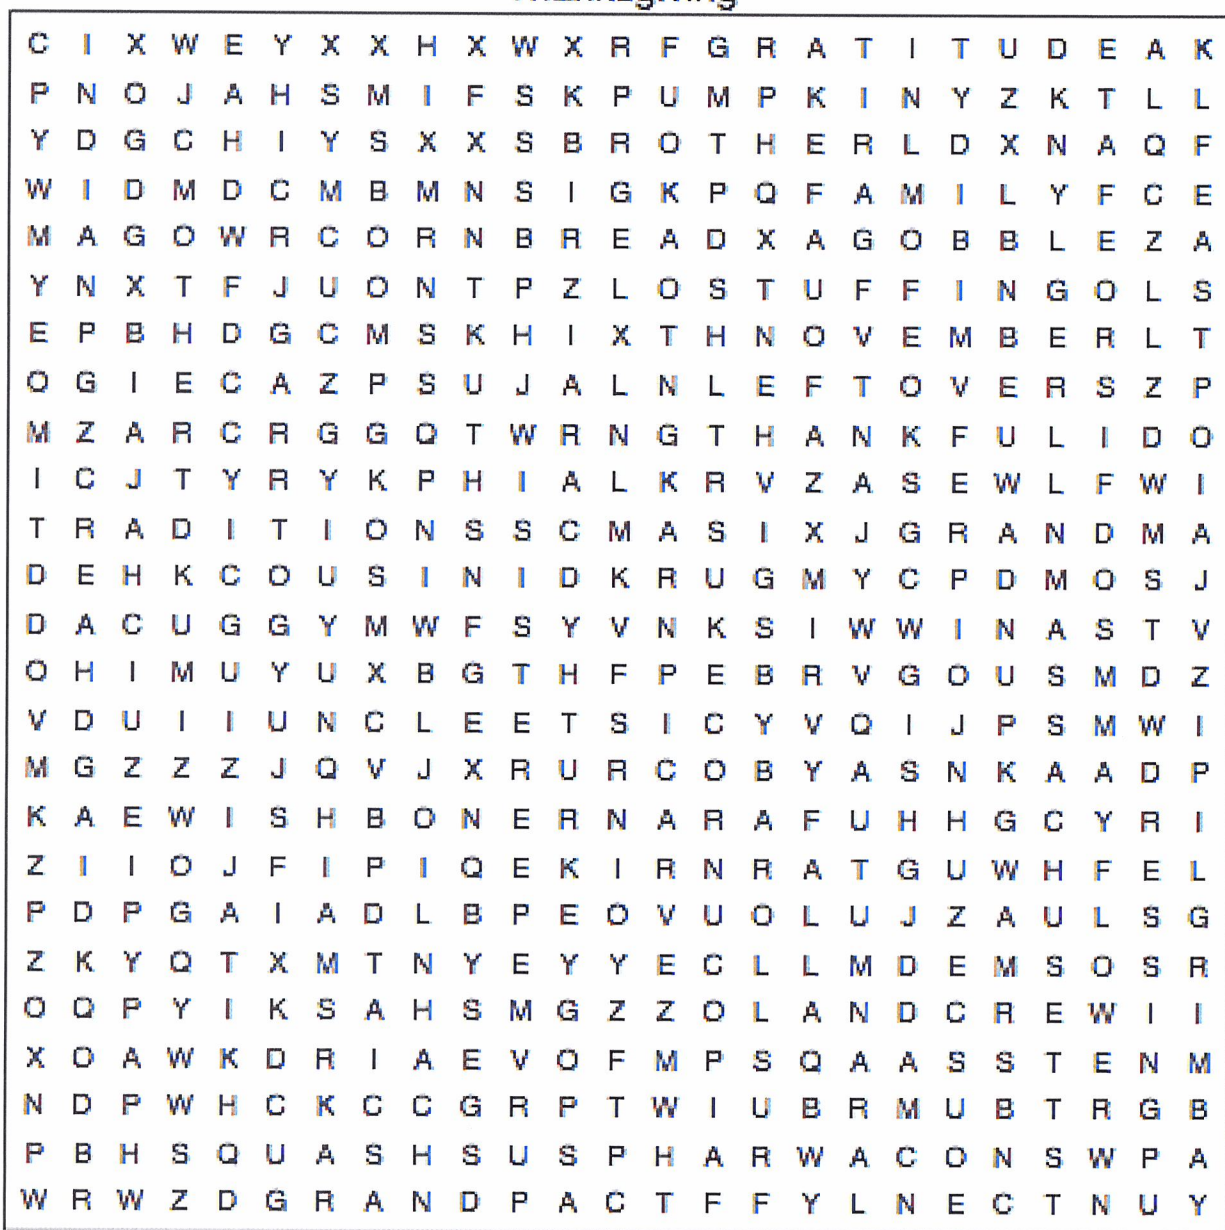 C I X W E Y X X H X W X R F G R A T I T U D E A K
P N O J A H S M I F S K P U M P K I N Y Z K T L L
Y D G C H I Y S X X S B R O T H E R L D X N A Q F
W I D M D C M B M N S I G K P Q F A M I L Y F C E
M A G O W R C O R N B R E A D X A G O B B L E Z A
Y N X T F J U O N T P Z L O S T U F F I N G O L S
E P B H D G C M S K H I X T H N O V E M B E R L T
O G I E C A Z P S U J A L N L E F T O V E R S Z P
M Z A R C R G G Q T W R N G T H A N K F U L I D O
I C J T Y R Y K P H I A L K R V Z A S E W L F W I
T R A D I T I O N S S C M A S I X J G R A N D M A
D E H K C O U S I N I D K R U G M Y C P D M O S J
D A C U G G Y M W F S Y V N K S I W W I N A S T V
O H I M U Y U X B G T H F P E B R V G O U S M D Z
V D U I I U N C L E E T S I C Y V Q I J P S M W I
M G Z Z Z J Q V J X R U R C O B Y A S N K A A D P
K A E W I S H B O N E R N A R A F U H H G C Y R I
Z I I O J F I P I Q E K I R N R A T G U W H F E L
P D P G A I A D L B P E O V U O L U J Z A U L S G
Z K Y Q T X M T N Y E Y Y E C L L M D E M S O S R
O Q P Y I K S A H S M G Z Z O L A N D C R E W I I
X O A W K D R I A E V O F M P S Q A A S S T E N M
N D P W H C K C C G R P T W I U B R M U B T R G B
P B H S Q U A S H S U S P H A R W A C O N S W P A
W R W Z D G R A N D P A C T F F Y L N E C T N U Y